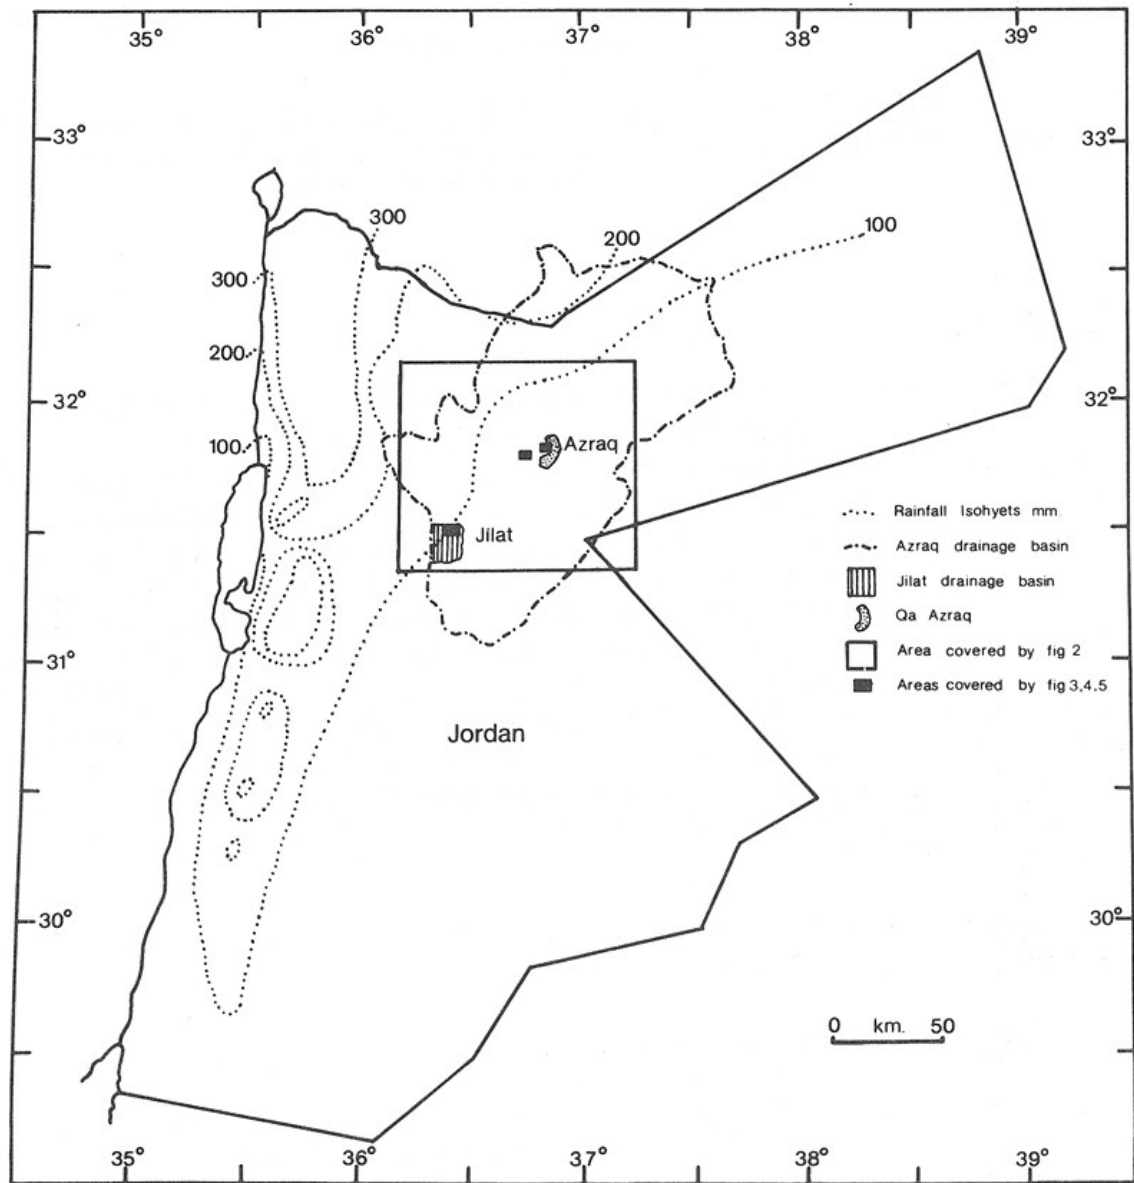 35° 36° 37° 38° 39°
33° 33°
300
200
100
300
200
32° 32°
100
Azraq
Jilat
Rainfall Isohyets mm.
Azraq drainage basin
Jilat drainage basin
Qa Azraq
Area covered by fig 2
Areas covered by fig 3,4,5
31° 31°
Jordan
30° 30°
0 km. 50
35° 36° 37° 38° 39°